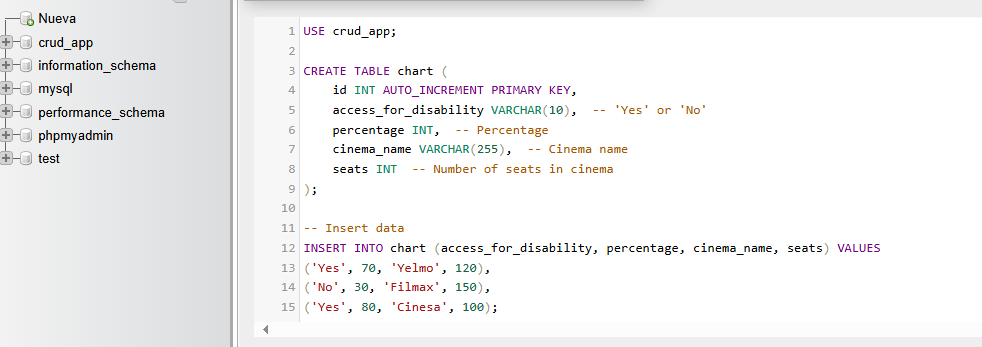 Nueva
crud_app
information_schema
mysql
performance_schema
phpmyadmin
test
1 USE crud_app;
2
3 CREATE TABLE chart (
4     id INT AUTO_INCREMENT PRIMARY KEY,
5     access_for_disability VARCHAR(10),  -- 'Yes' or 'No'
6     percentage INT,  -- Percentage
7     cinema_name VARCHAR(255),  -- Cinema name
8     seats INT  -- Number of seats in cinema
9 );
10
11 -- Insert data
12 INSERT INTO chart (access_for_disability, percentage, cinema_name, seats) VALUES
13 ('Yes', 70, 'Yelmo', 120),
14 ('No', 30, 'Filmax', 150),
15 ('Yes', 80, 'Cinesa', 100);